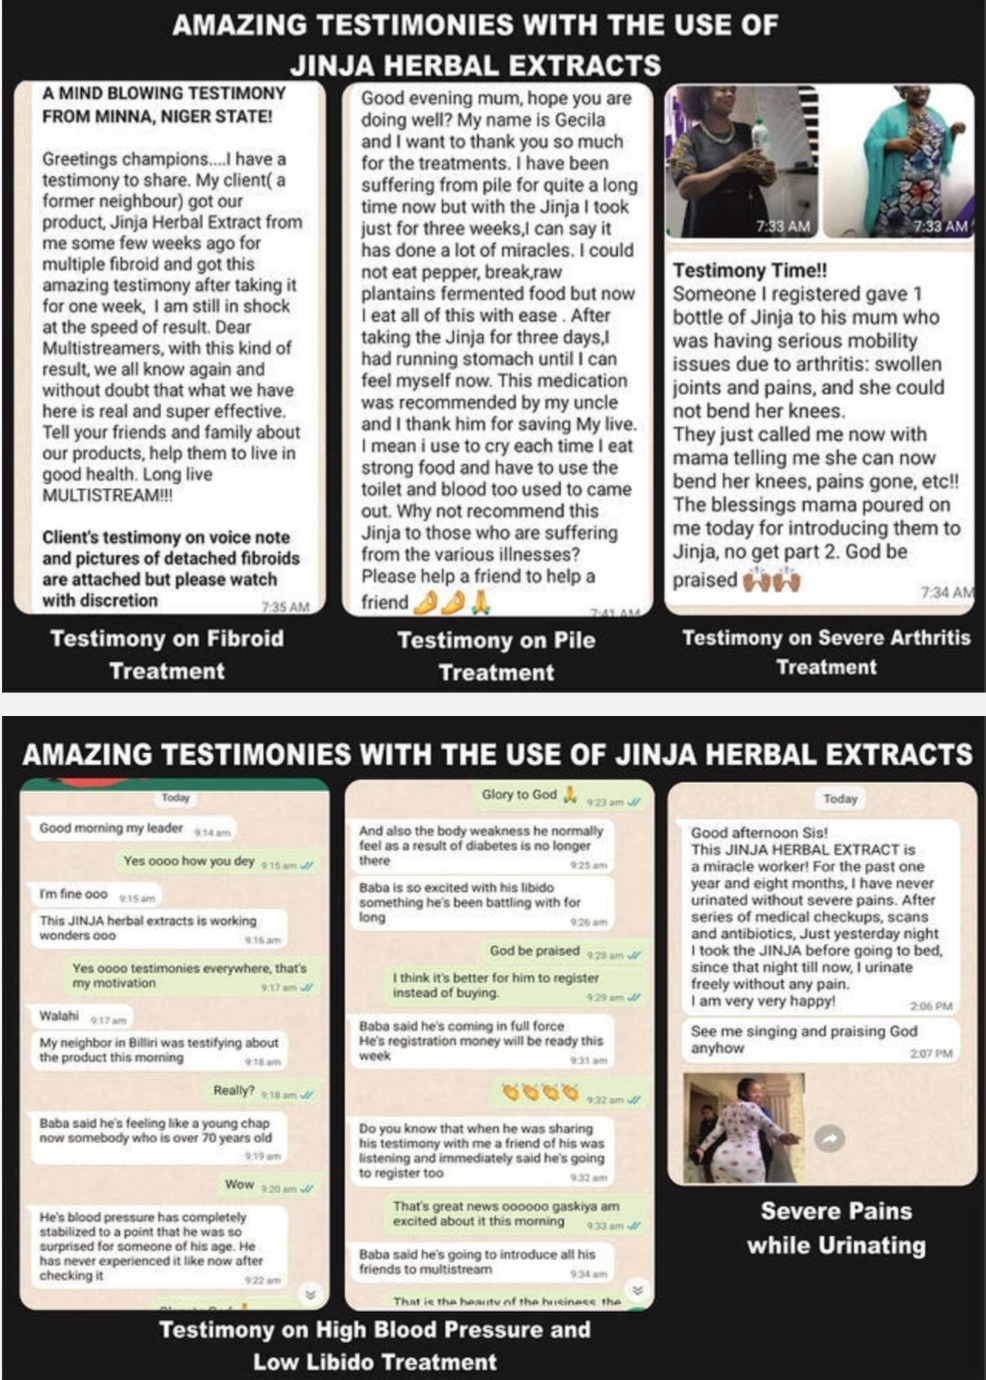 AMAZING TESTIMONIES WITH THE USE OF
JINJA HERBAL EXTRACTS
A MIND BLOWING TESTIMONY
FROM MINNA, NIGER STATE!
Greetings champions....I have a
testimony to share. My client( a
former neighbour) got our
product, Jinja Herbal Extract from
me some few weeks ago for
multiple fibroid and got this
amazing testimony after taking it
for one week,  I am still in shock
at the speed of result. Dear
Multistreamers, with this kind of
result, we all know again and
without doubt that what we have
here is real and super effective.
Tell your friends and family about
our products, help them to live in
good health. Long live
MULTISTREAM!!!
Client's testimony on voice note
and pictures of detached fibroids
are attached but please watch
with discretion
7:35 AM
Testimony on Fibroid
Treatment
Good evening mum, hope you are
doing well? My name is Gecila
and I want to thank you so much
for the treatments. I have been
suffering from pile for quite a long
time now but with the Jinja I took
just for three weeks,I can say it
has done a lot of miracles. I could
not eat pepper, break,raw
plantains fermented food but now
I eat all of this with ease . After
taking the Jinja for three days,I
had running stomach until I can
feel myself now. This medication
was recommended by my uncle
and I thank him for saving My live.
I mean i use to cry each time I eat
strong food and have to use the
toilet and blood too used to came
out. Why not recommend this
Jinja to those who are suffering
from the various illnesses?
Please help a friend to help a
friend 🤌🤌🙏
7:41 AM
Testimony on Pile
Treatment
7:33 AM
7:33 AM
Testimony Time!!
Someone I registered gave 1
bottle of Jinja to his mum who
was having serious mobility
issues due to arthritis: swollen
joints and pains, and she could
not bend her knees.
They just called me now with
mama telling me she can now
bend her knees, pains gone, etc!!
The blessings mama poured on
me today for introducing them to
Jinja, no get part 2. God be
praised 🙌🙌
7:34 AM
Testimony on Severe Arthritis
Treatment
AMAZING TESTIMONIES WITH THE USE OF JINJA HERBAL EXTRACTS
Today
Good morning my leader 9:14 am
Yes oooo how you dey 9:15 am
I'm fine ooo 9:15 am
This JINJA herbal extracts is working
wonders ooo 9:16 am
Yes oooo testimonies everywhere, that's
my motivation 9:17 am
Walahi 9:17 am
My neighbor in Billiri was testifying about
the product this morning 9:18 am
Really? 9:18 am
Baba said he's feeling like a young chap
now somebody who is over 70 years old
9:19 am
Wow 9:20 am
He's blood pressure has completely
stabilized to a point that he was so
surprised for someone of his age. He
has never experienced it like now after
checking it 9:22 am
Glory to God 🙏
Glory to God 🙏 9:23 am
And also the body weakness he normally
feel as a result of diabetes is no longer
there 9:25 am
Baba is so excited with his libido
something he's been battling with for
long 9:26 am
God be praised 9:28 am
I think it's better for him to register
instead of buying. 9:29 am
Baba said he's coming in full force
He's registration money will be ready this
week 9:31 am
👏👏👏👏 9:32 am
Do you know that when he was sharing
his testimony with me a friend of his was
listening and immediately said he's going
to register too 9:32 am
That's great news oooooo gaskiya am
excited about it this morning 9:33 am
Baba said he's going to introduce all his
friends to multistream 9:34 am
That is the beauty of the business, the
Testimony on High Blood Pressure and
Low Libido Treatment
Today
Good afternoon Sis!
This JINJA HERBAL EXTRACT is
a miracle worker! For the past one
year and eight months, I have never
urinated without severe pains. After
series of medical checkups, scans
and antibiotics, Just yesterday night
I took the JINJA before going to bed,
since that night till now, I urinate
freely without any pain.
I am very very happy! 2:06 PM
See me singing and praising God
anyhow 2:07 PM
Severe Pains
while Urinating